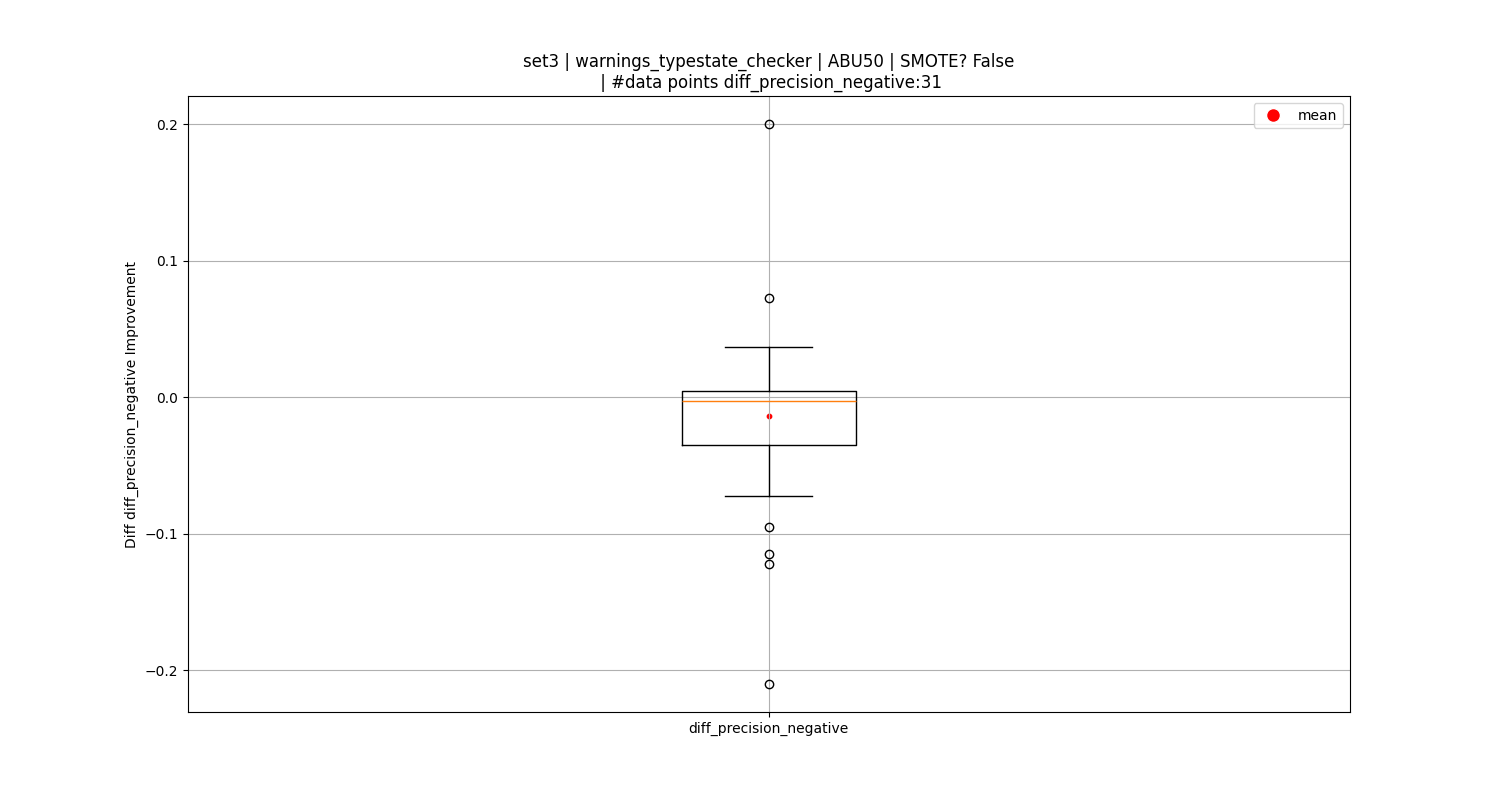 set3 | warnings_typestate_checker | ABU50 | SMOTE? False
| #data points diff_precision_negative:31
mean
0.2
0.1
0.0
−0.1
−0.2
Diff diff_precision_negative Improvement
diff_precision_negative